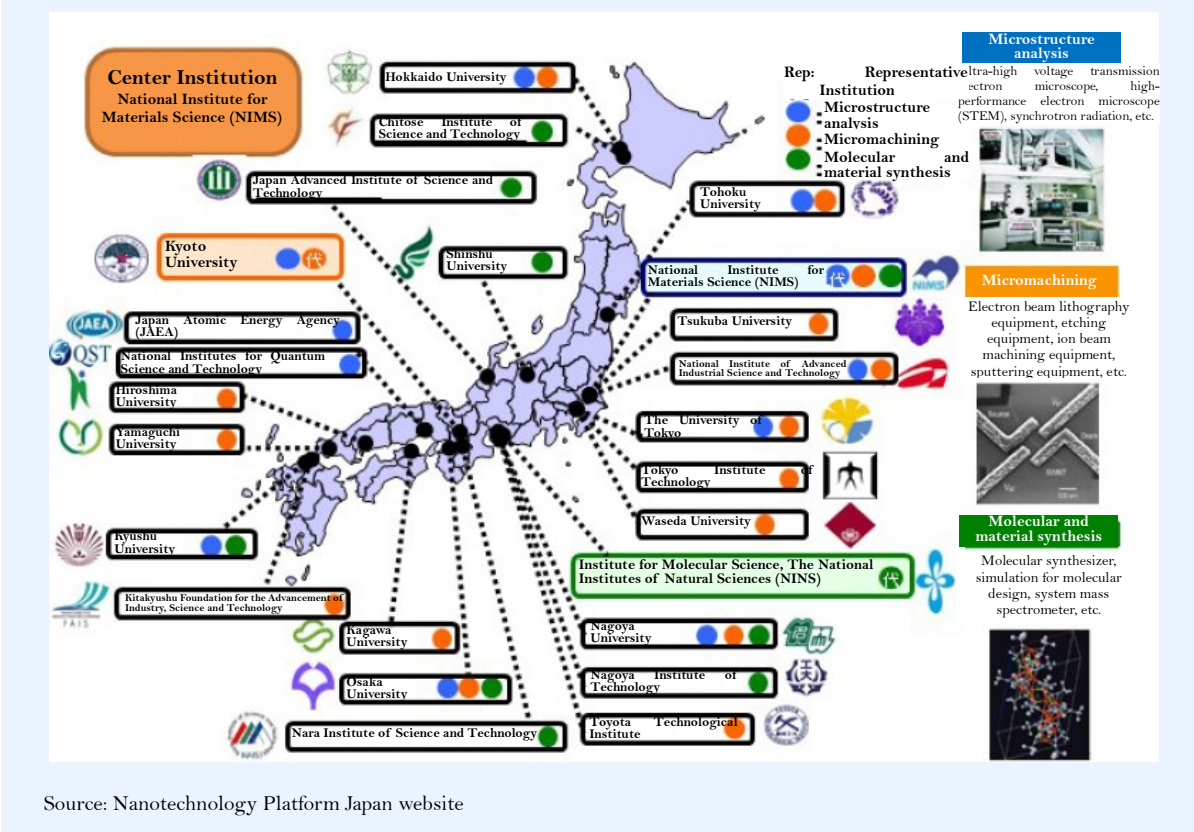 Center Institution
National Institute for
Materials Science (NIMS)
Hokkaido University
Chitose Institute of
Science and Technology
Japan Advanced Institute of Science and
Technology
Kyoto
University
代
Shinshu
University
JAEA
Japan Atomic Energy Agency
(JAEA)
QST
National Institutes for Quantum
Science and Technology
Hiroshima
University
Yamaguchi
University
Kyushu
University
FAIS
Kitakyushu Foundation for the Advancement of
Industry, Science and Technology
Kagawa
University
Osaka
University
Nara Institute of Science and Technology
Rep: Representative
Institution
Microstructure
analysis
Micromachining
Molecular and
material synthesis
Tohoku
University
National Institute for
Materials Science (NIMS)
代
NIMS
Tsukuba University
National Institute of Advanced
Industrial Science and Technology
The University of
Tokyo
Tokyo Institute of
Technology
Waseda University
Institute for Molecular Science, The National
Institutes of Natural Sciences (NINS)
代
Nagoya
University
Nagoya Institute of
Technology
Toyota Technological
Institute
Microstructure
analysis
ltra-high voltage transmission
ectron microscope, high-
performance electron microscope
(STEM), synchrotron radiation, etc.
Micromachining
Electron beam lithography
equipment, etching
equipment, ion beam
machining equipment,
sputtering equipment, etc.
Source
Drain
Molecular and
material synthesis
Molecular synthesizer,
simulation for molecular
design, system mass
spectrometer, etc.
Source: Nanotechnology Platform Japan website